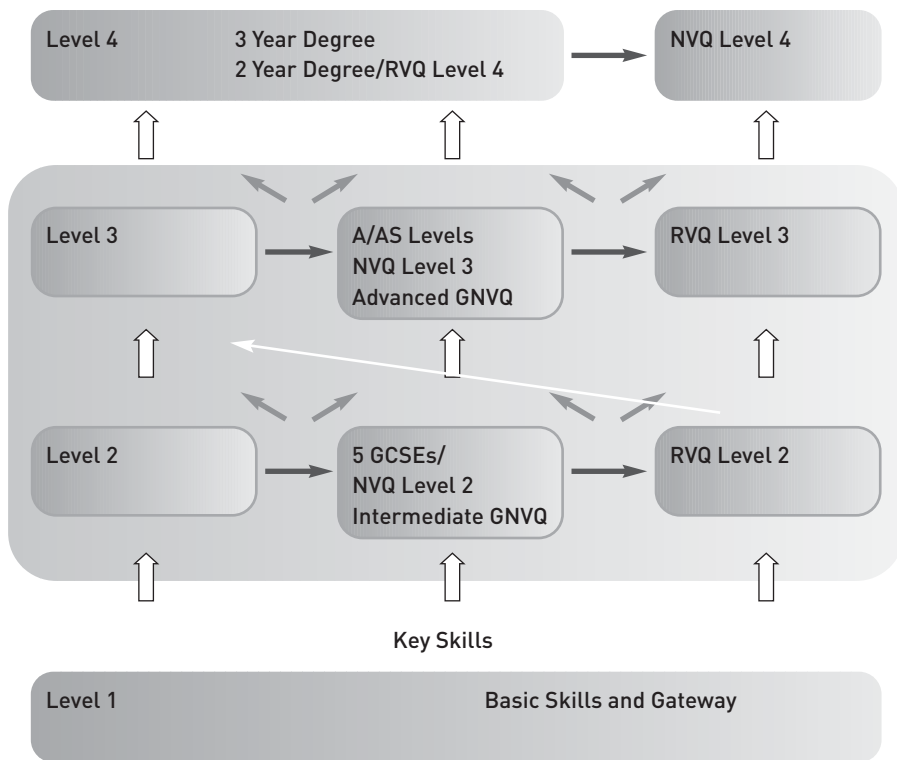 Level 4
3 Year Degree
2 Year Degree/RVQ Level 4
NVQ Level 4
Level 3
A/AS Levels
NVQ Level 3
Advanced GNVQ
RVQ Level 3
Level 2
5 GCSEs/
NVQ Level 2
Intermediate GNVQ
RVQ Level 2
Key Skills
Level 1
Basic Skills and Gateway